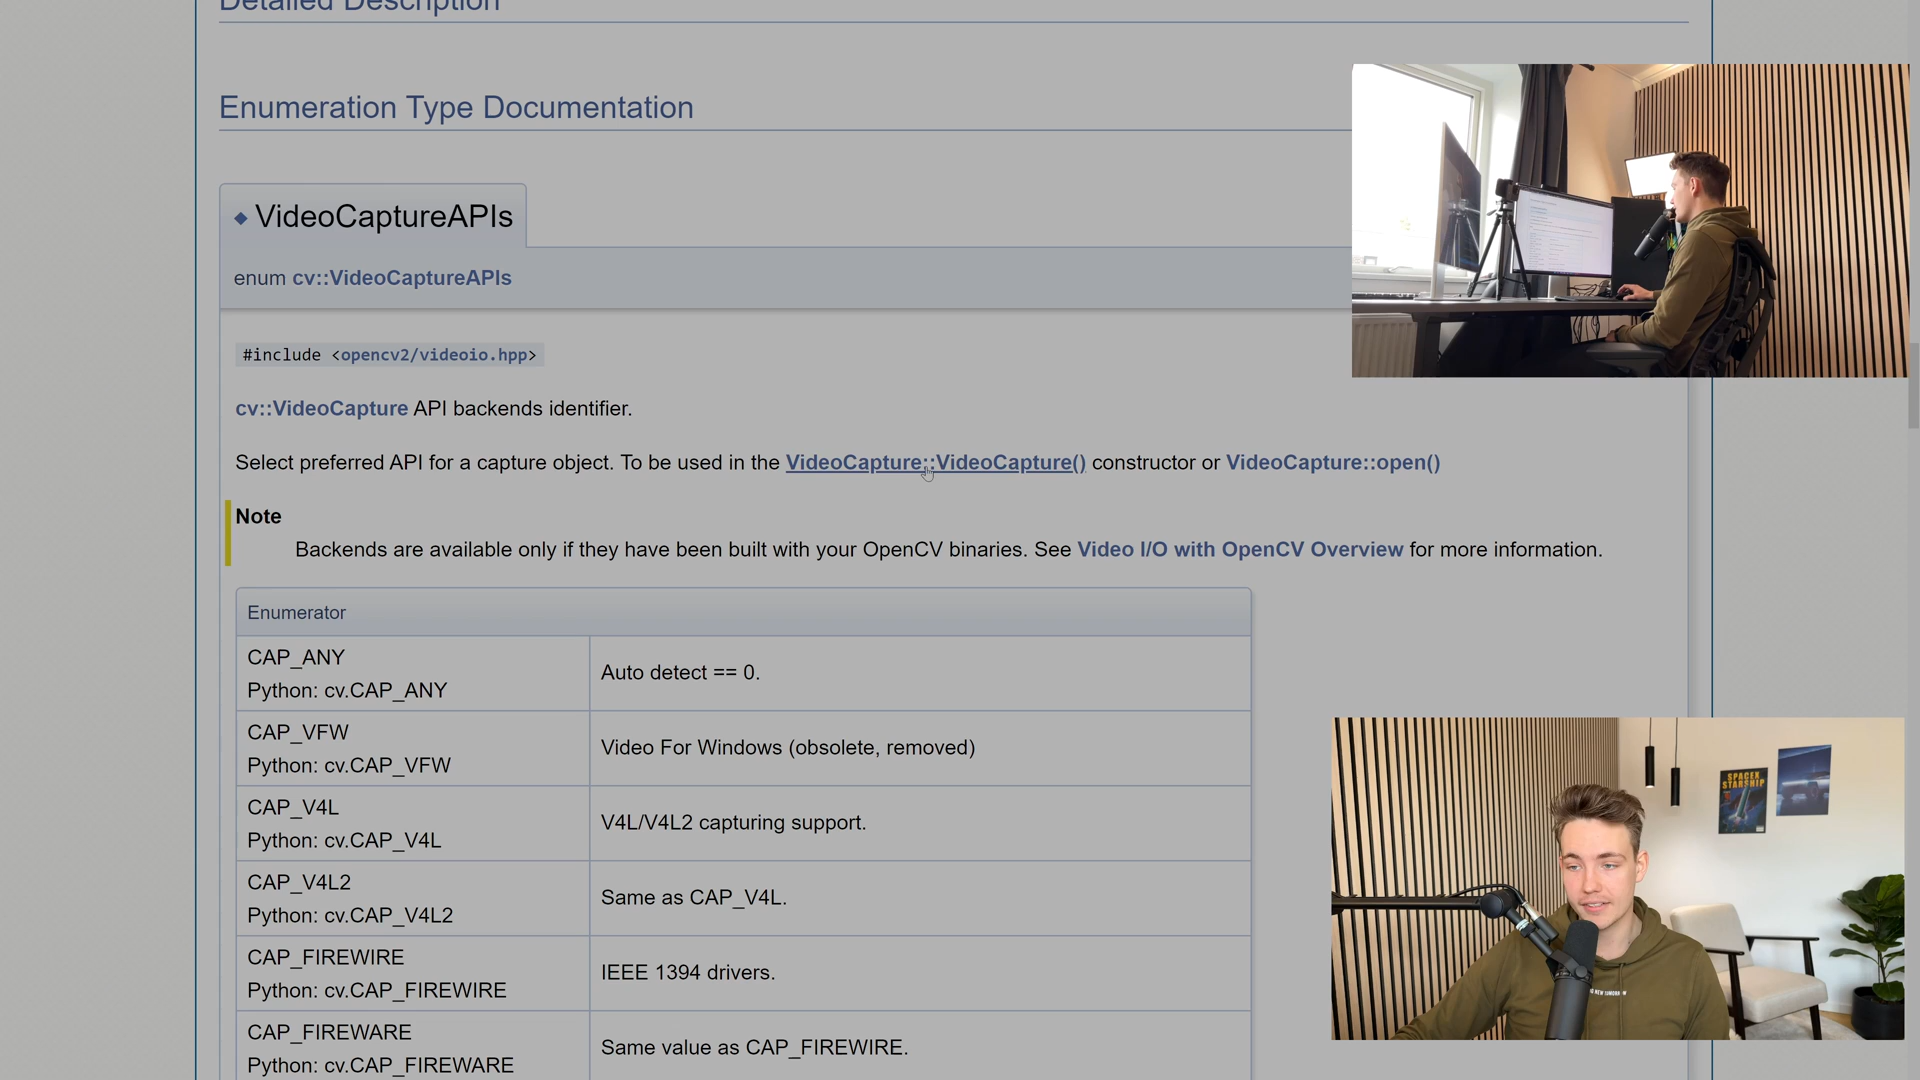 Detailed Description
Enumeration Type Documentation
◆ VideoCaptureAPIs
enum cv::VideoCaptureAPIs
#include <opencv2/videoio.hpp>
cv::VideoCapture API backends identifier.
Select preferred API for a capture object. To be used in the VideoCapture::VideoCapture() constructor or VideoCapture::open()
Note
Backends are available only if they have been built with your OpenCV binaries. See Video I/O with OpenCV Overview for more information.
Enumerator
CAP_ANY
Python: cv.CAP_ANY
Auto detect == 0.
CAP_VFW
Python: cv.CAP_VFW
Video For Windows (obsolete, removed)
CAP_V4L
Python: cv.CAP_V4L
V4L/V4L2 capturing support.
CAP_V4L2
Python: cv.CAP_V4L2
Same as CAP_V4L.
CAP_FIREWIRE
Python: cv.CAP_FIREWIRE
IEEE 1394 drivers.
CAP_FIREWARE
Python: cv.CAP_FIREWARE
Same value as CAP_FIREWIRE.
SPACEX
STARSHIP